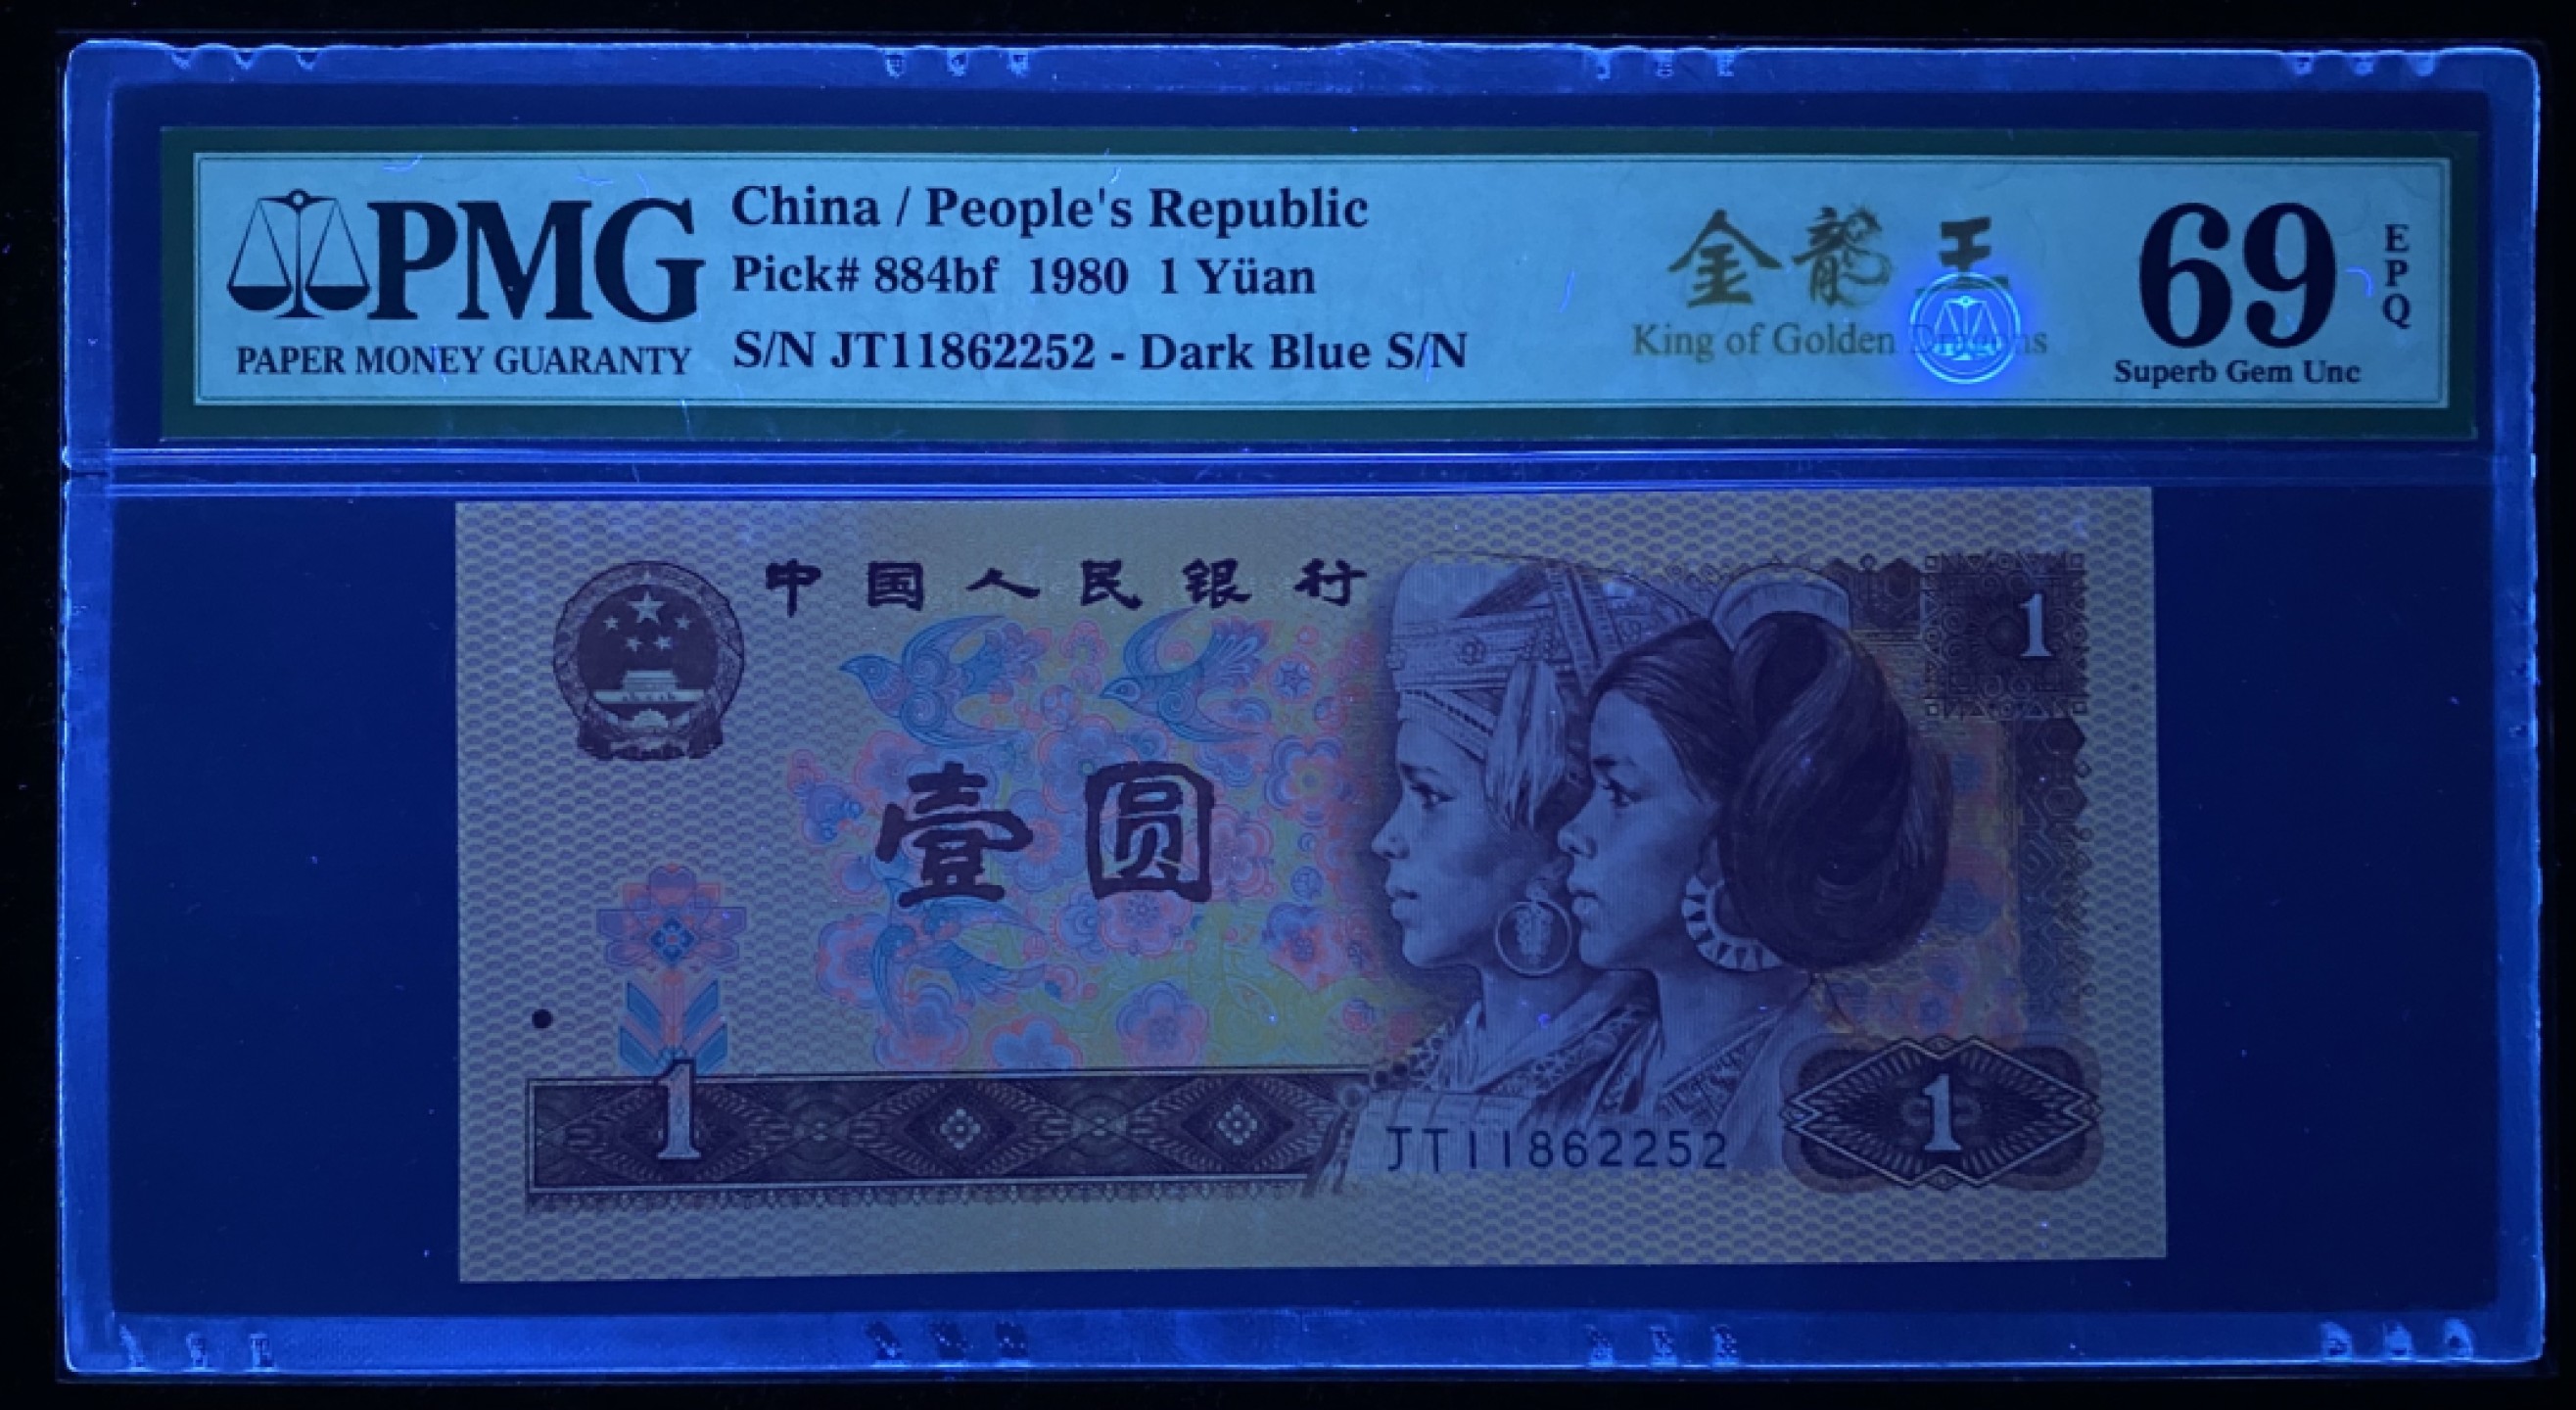 PMG
PAPER MONEY GUARANTY
China / People's Republic
Pick# 884bf 1980 1 Yüan
S/N JT11862252 - Dark Blue S/N
金龍王
King of Golden Dragons
69
EPQ
Superb Gem Unc
中国人民银行
1
壹圆
1
1
JT11862252